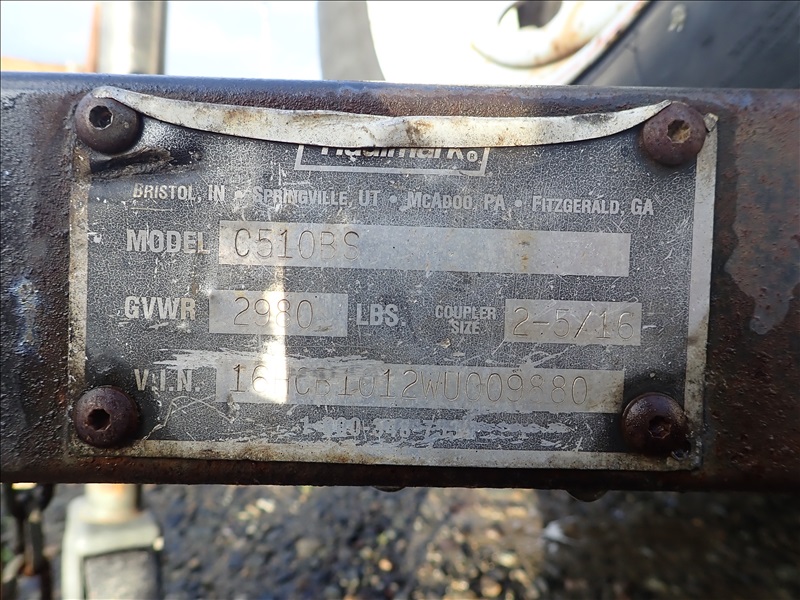 BRISTOL, IN • SPRINGVILLE, UT • MCADOO, PA • FITZGERALD, GA
MODEL C510BS
GVWR 2980 LBS. COUPLER SIZE 2-5/16
V.I.N. 16HCB1012WU009880